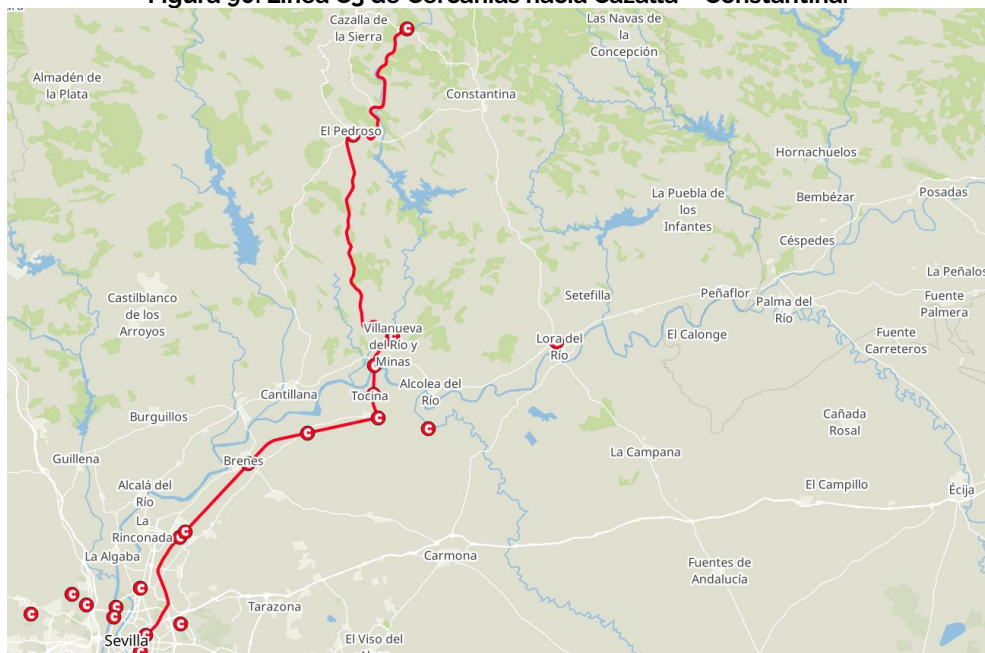 Figura 90. Línea C3 de Cercanías hacia Cazalla – Constantina.
Cazalla de
la Sierra
Las Navas de
la
Concepción
Almadén de
la Plata
Constantina
El Pedroso
Hornachuelos
La Puebla de
los
Infantes
Bembézar
Posadas
Céspedes
La Peñalos
Castilblanco
de los
Arroyos
Setefilla
Peñaflor
Palma del
Río
Fuente
Palmera
Villanueva
del Río y
Minas
Lora del
Río
El Calonge
Fuente
Carreteros
Cantillana
Tocina
Alcolea del
Río
Burguillos
Cañada
Rosal
Guillena
Brenes
La Campana
Alcalá del
Río
El Campillo
Écija
La
Rinconada
La Algaba
Carmona
Fuentes de
Andalucía
Tarazona
Sevilla
El Viso del